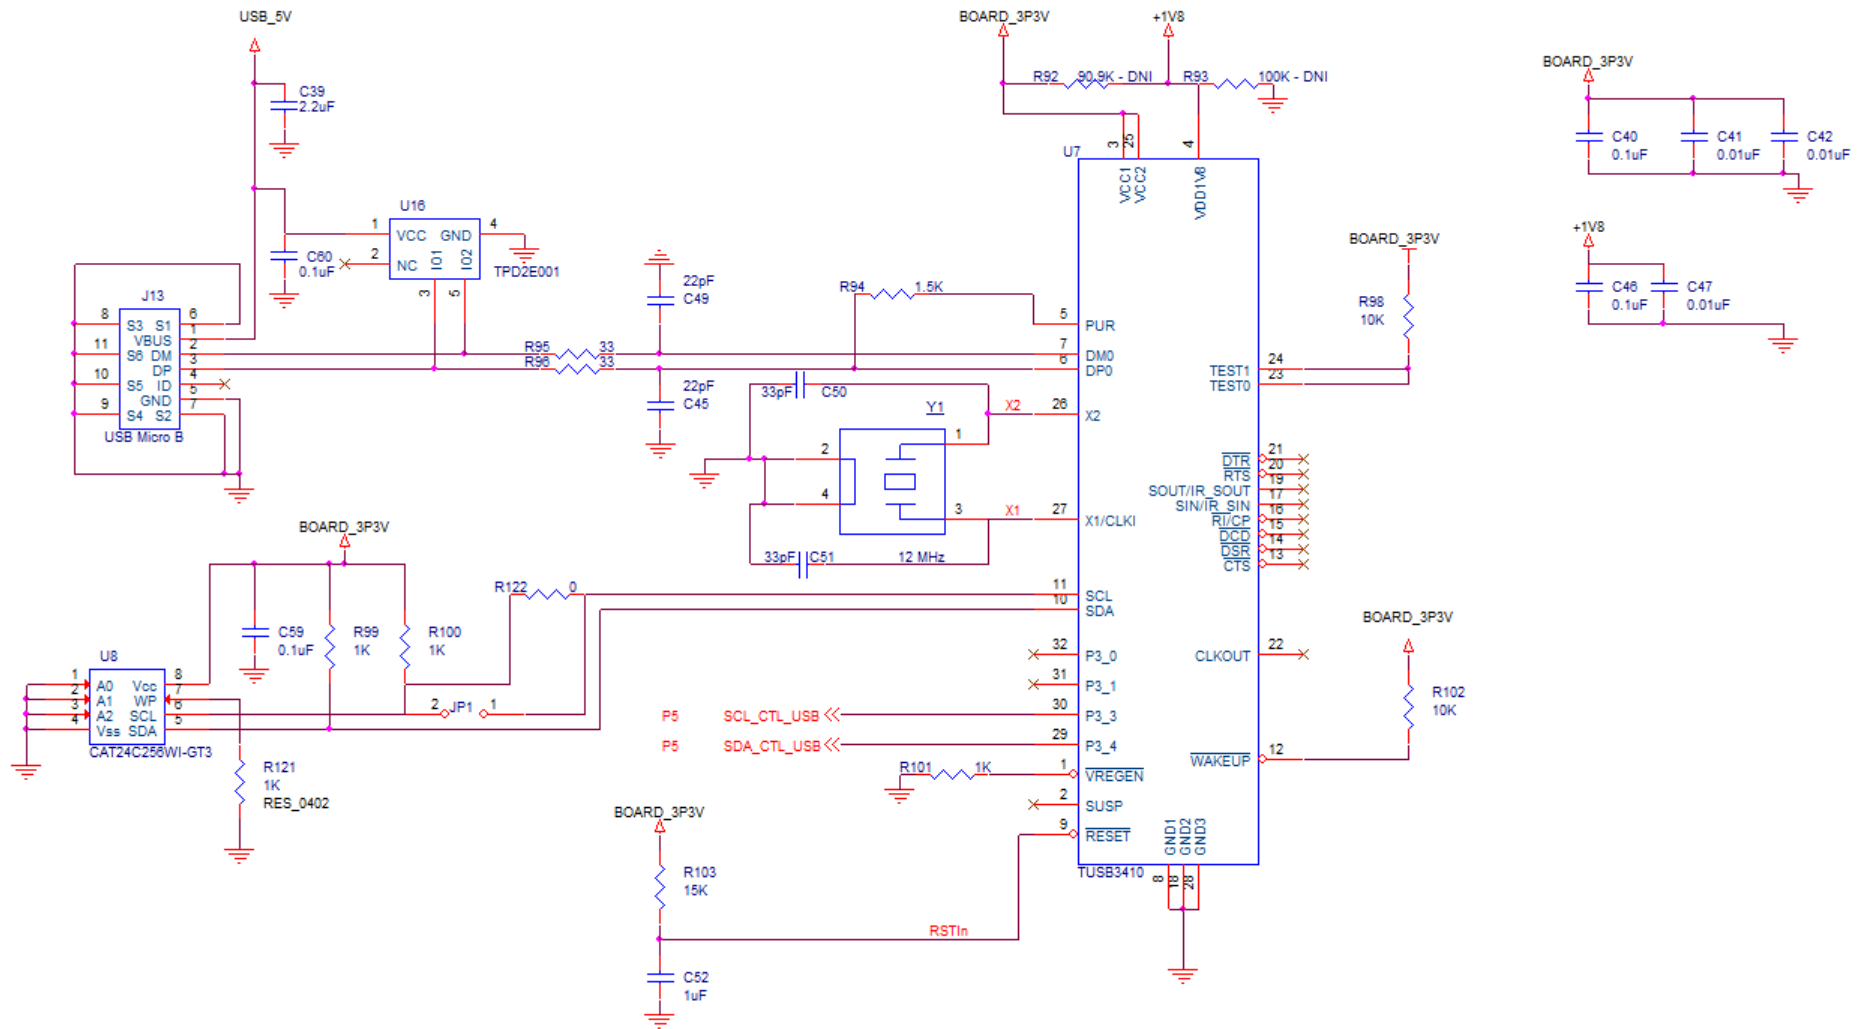 USB_5V
BOARD_3P3V
+1V8
BOARD_3P3V
C39
2.2uF
R92
90.9K - DNI
R93
100K - DNI
C40
0.1uF
C41
0.01uF
C42
0.01uF
+1V8
C46
0.1uF
C47
0.01uF
U7
3
25
4
VCC1
VCC2
VDD1V8
U16
1
VCC
GND
4
2
NC
IO1
IO2
3
5
TPD2E001
C60
0.1uF
J13
8
S3
S1
6
VBUS
1
11
S6
DM
2
DP
3
10
S5
ID
4
GND
5
9
S4
S2
7
USB Micro B
22pF
C49
R94
1.5K
R95
33
R96
33
22pF
C45
5
PUR
7
DM0
6
DP0
33pF
C50
Y1
X2
26
X2
2
1
4
3
X1
27
X1/CLKI
33pF
C51
12 MHz
BOARD_3P3V
R98
10K
24
TEST1
23
TEST0
DTR
21
RTS
20
SOUT/IR_SOUT
19
SIN/IR_SIN
17
RI/CP
16
DCD
15
DSR
14
CTS
13
BOARD_3P3V
C59
0.1uF
R99
1K
R100
1K
R122
0
11
SCL
10
SDA
U8
1
A0
Vcc
8
2
A1
WP
7
3
A2
SCL
6
4
Vss
SDA
5
CAT24C256WI-GT3
2
JP1
1
R121
1K
RES_0402
32
P3_0
31
P3_1
P5
SCL_CTL_USB
30
P3_3
P5
SDA_CTL_USB
29
P3_4
R101
1K
1
VREGEN
2
SUSP
9
RESET
CLKOUT
22
BOARD_3P3V
R102
10K
WAKEUP
12
BOARD_3P3V
R103
15K
RSTIn
C52
1uF
GND1
GND2
GND3
TUSB3410
8
18
28